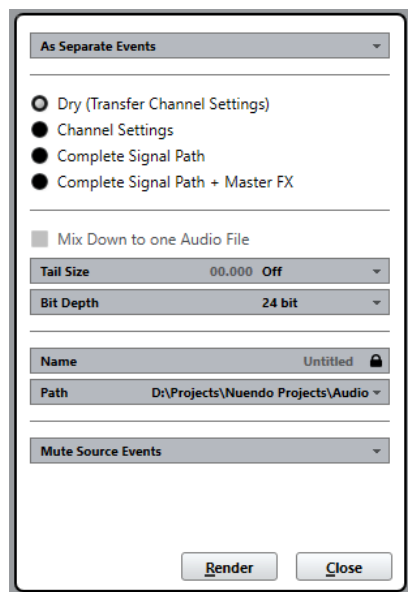 As Separate Events
Dry (Transfer Channel Settings)
Channel Settings
Complete Signal Path
Complete Signal Path + Master FX
Mix Down to one Audio File
Tail Size 00.000 Off
Bit Depth 24 bit
Name Untitled
Path D:\Projects\Nuendo Projects\Audio
Mute Source Events
Render Close